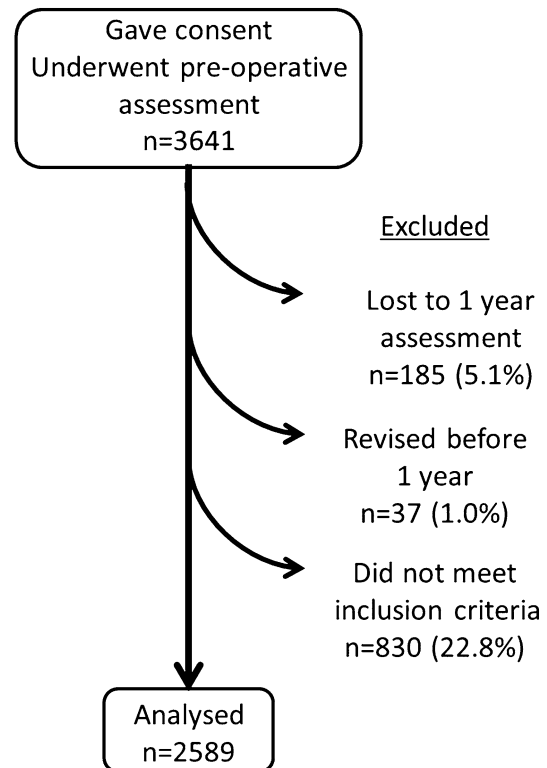 Gave consent
Underwent pre-operative
assessment
n=3641
Excluded
Lost to 1 year
assessment
n=185 (5.1%)
Revised before
1 year
n=37 (1.0%)
Did not meet
inclusion criteria
n=830 (22.8%)
Analysed
n=2589